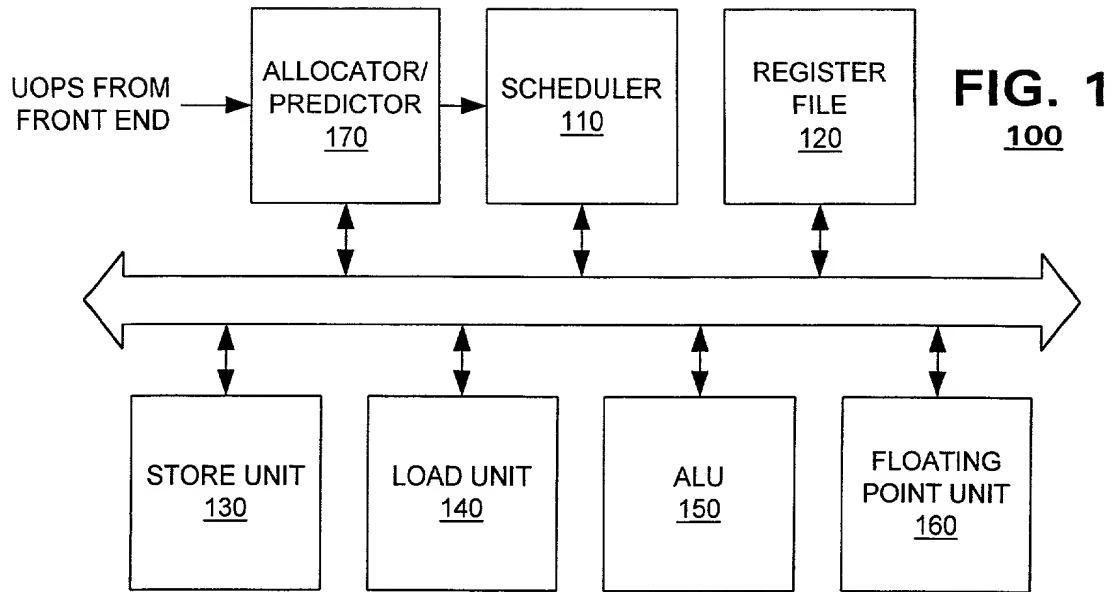 UOPS FROM
FRONT END
ALLOCATOR/
PREDICTOR
170
SCHEDULER
110
REGISTER
FILE
120
FIG. 1
100
STORE UNIT
130
LOAD UNIT
140
ALU
150
FLOATING
POINT UNIT
160